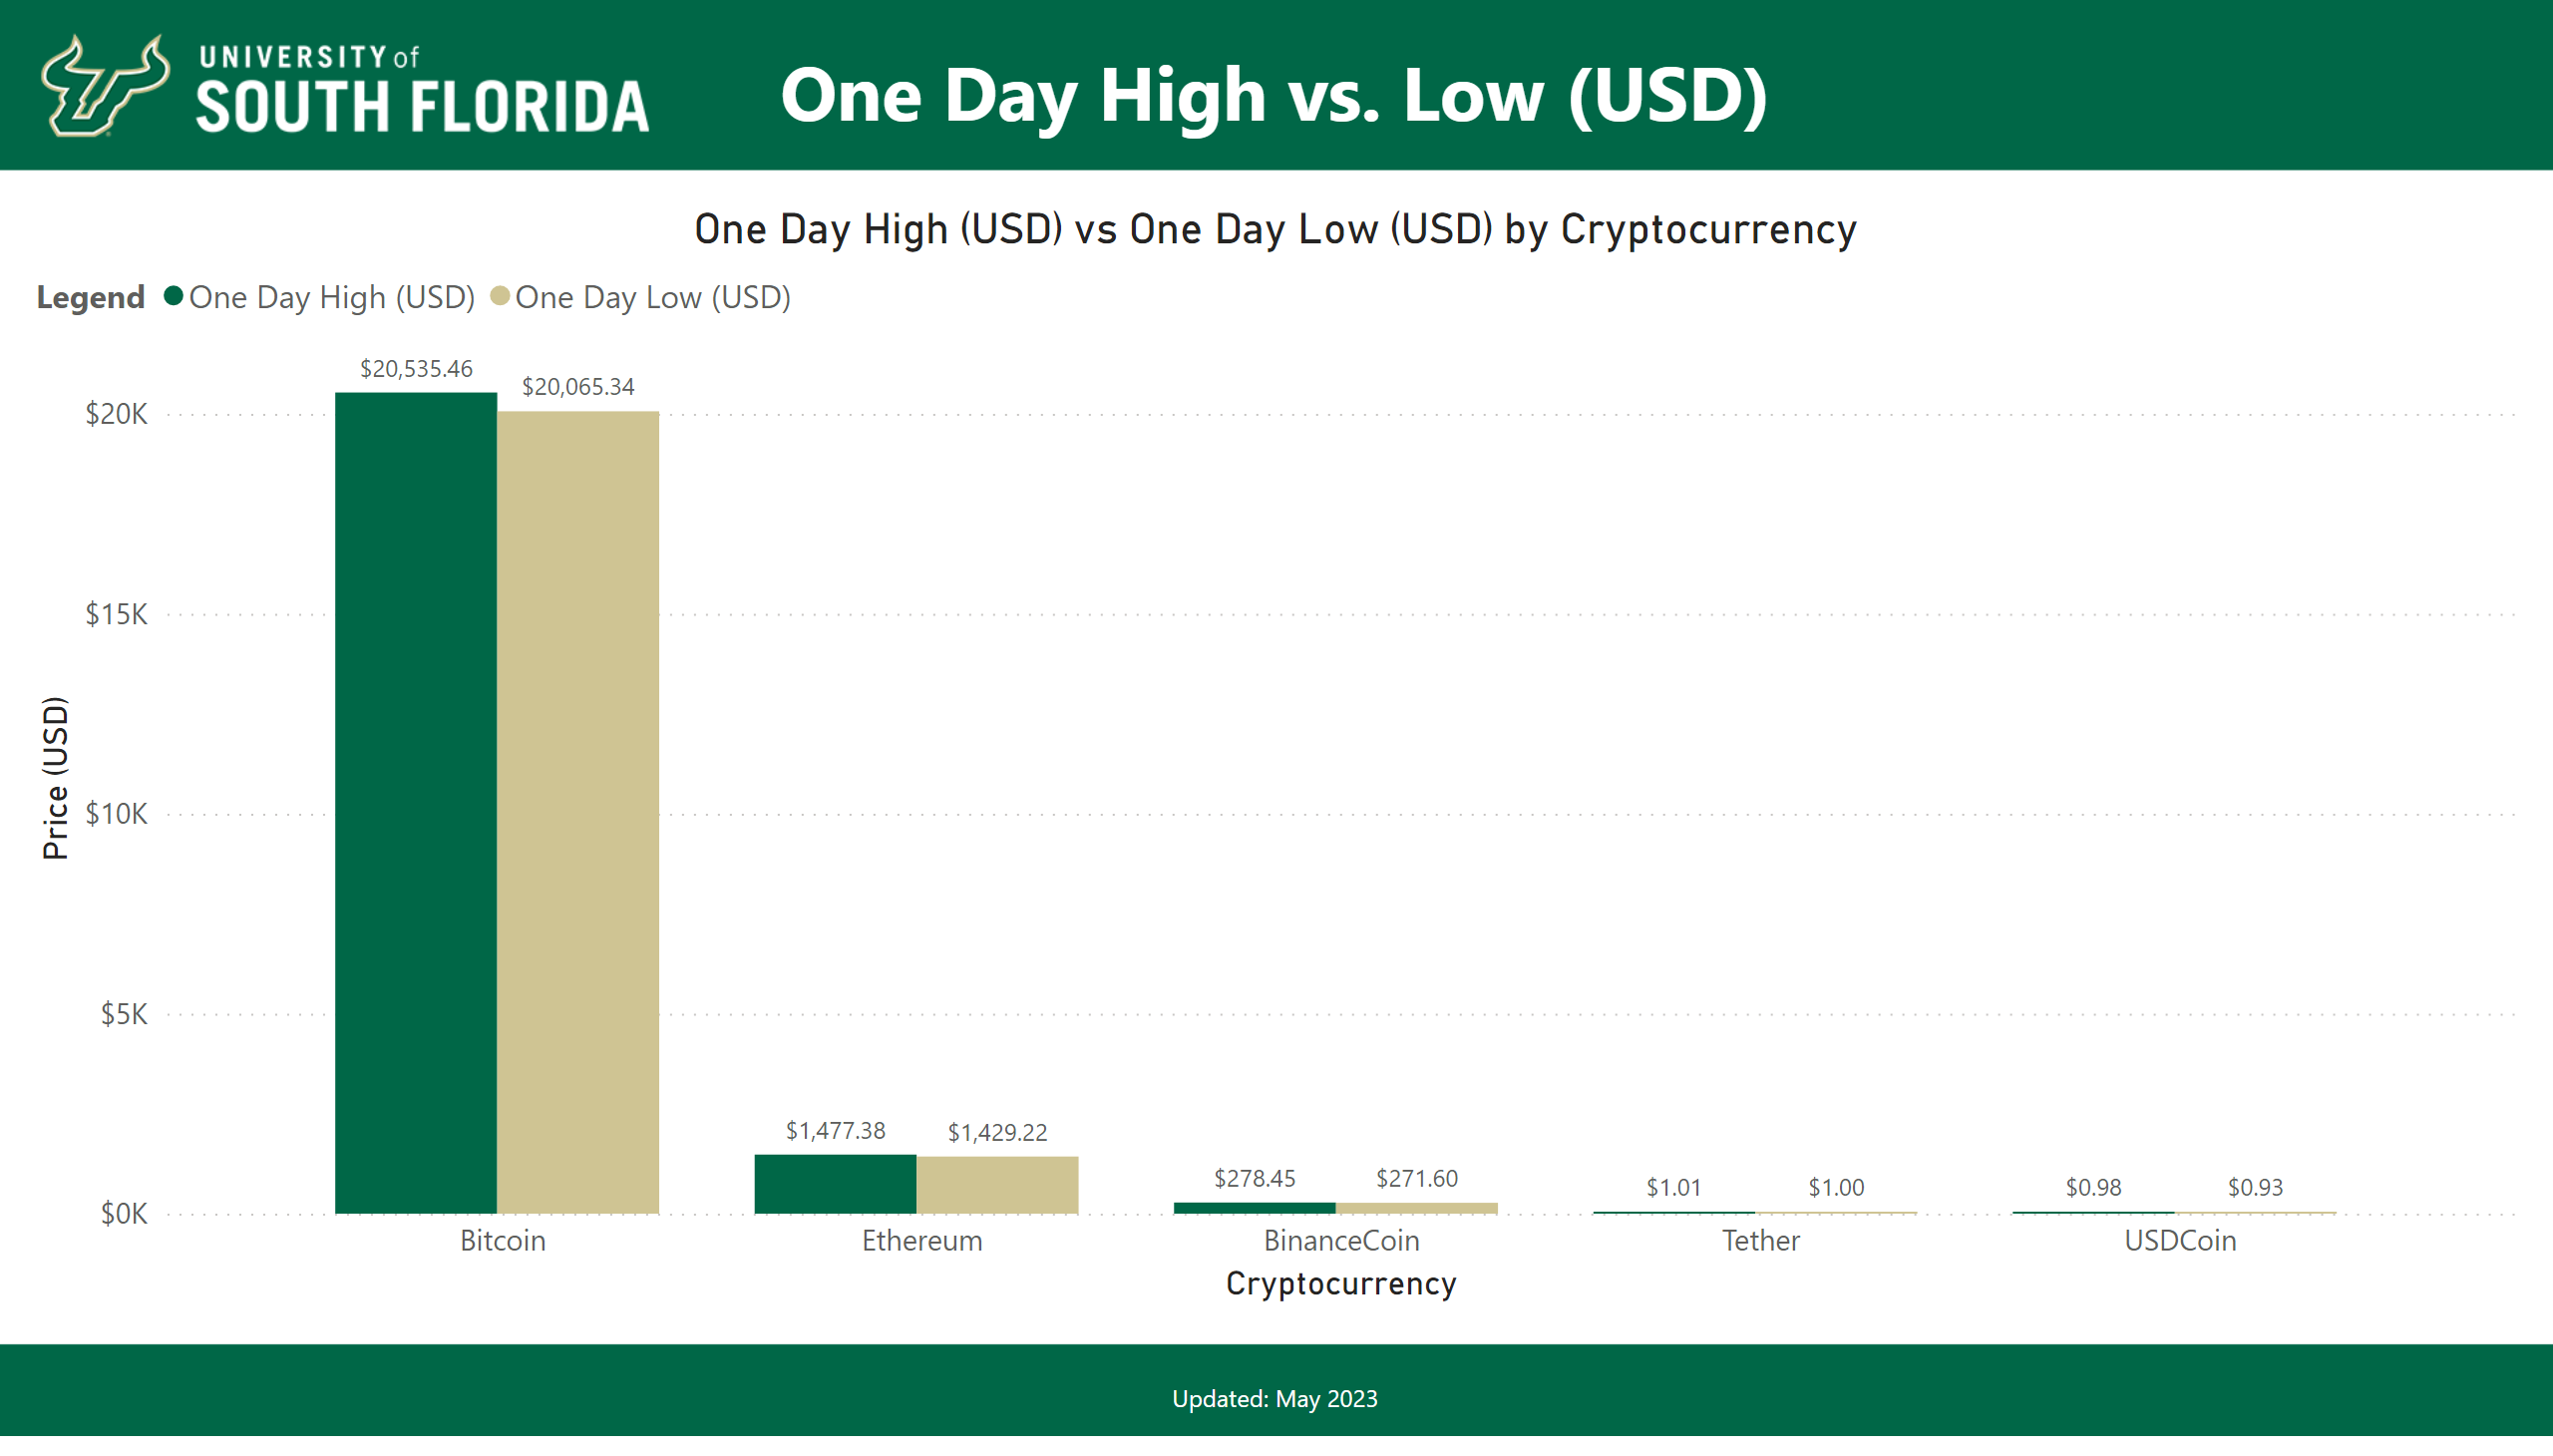 UNIVERSITY of
SOUTH FLORIDA
One Day High vs. Low (USD)
One Day High (USD) vs One Day Low (USD) by Cryptocurrency
Legend One Day High (USD) One Day Low (USD)
$20,535.46
$20,065.34
$20K
$15K
$10K
$5K
$0K
Price (USD)
$1,477.38
$1,429.22
$278.45
$271.60
$1.01
$1.00
$0.98
$0.93
Bitcoin
Ethereum
BinanceCoin
Tether
USDCoin
Cryptocurrency
Updated: May 2023